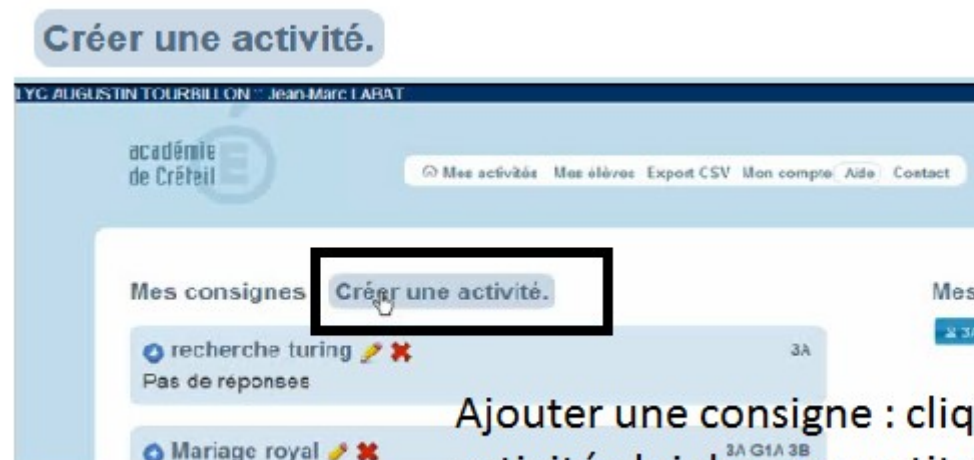 Créer une activité.
LYC AUGUSTIN TOURBILLON :: Jean-Marc LABAT
académie
de Créteil
Mes activités Mes élèves Export CSV Mon compte Aide Contact
Mes consignes Créer une activité. Mes
recherche turing 3A
Pas de réponses
Ajouter une consigne : cliq
Mariage royal 3A G1A 3B